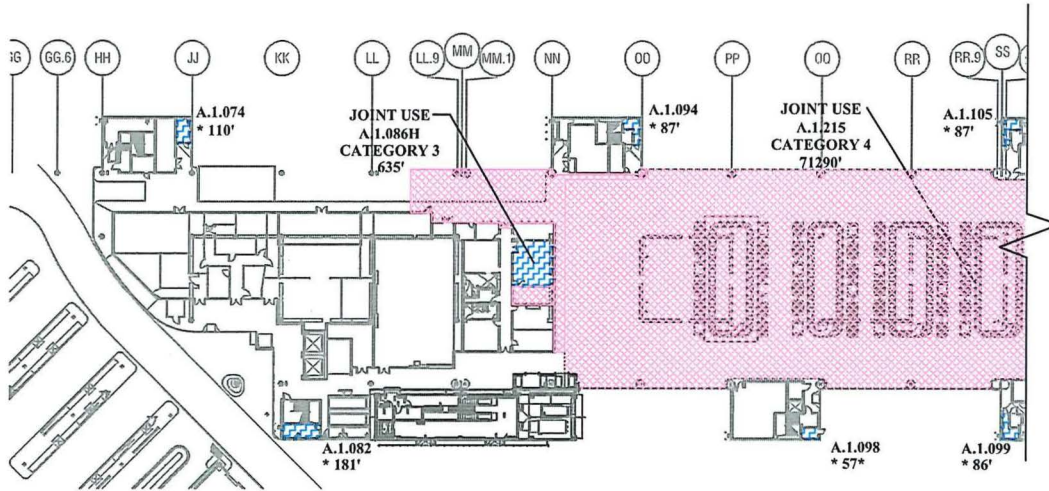 GG
GG.6
HH
JJ
KK
LL
LL.9
MM
MM.1
NN
OO
PP
QQ
RR
RR.9
SS
A.1.074
* 110'
JOINT USE
A.1.086H
CATEGORY 3
635'
A.1.094
* 87'
JOINT USE
A.1.215
CATEGORY 4
71290'
A.1.105
* 87'
A.1.082
* 181'
A.1.098
* 57*
A.1.099
* 86'